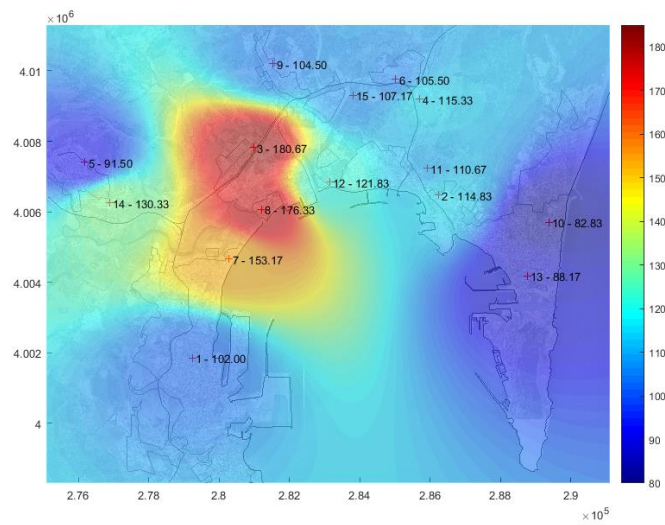 ×10⁶
4.01
4.008
4.006
4.004
4.002
4
9 - 104.50
6 - 105.50
15 - 107.17
4 - 115.33
3 - 180.67
5 - 91.50
11 - 110.67
12 - 121.83
2 - 114.83
14 - 130.33
8 - 176.33
10 - 82.83
7 - 153.17
13 - 88.17
1 - 102.00
2.76 2.78 2.8 2.82 2.84 2.86 2.88 2.9
×10⁵
180
170
160
150
140
130
120
110
100
90
80